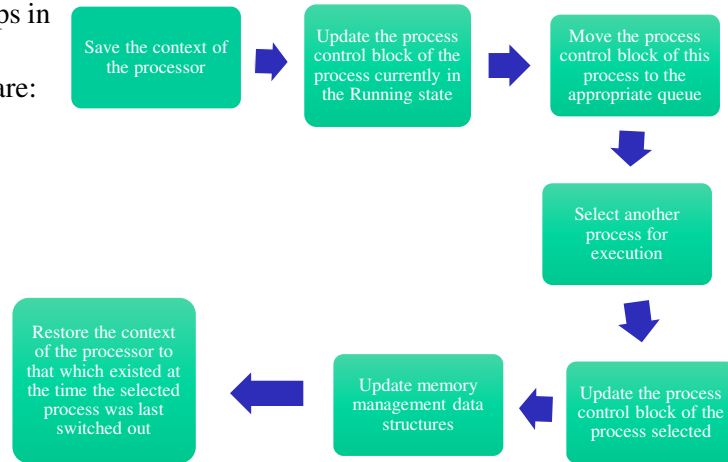 ps in
are:
Save the context of
the processor
Update the process
control block of the
process currently in
the Running state
Move the process
control block of this
process to the
appropriate queue
Select another
process for
execution
Update the process
control block of the
process selected
Update memory
management data
structures
Restore the context
of the processor to
that which existed at
the time the selected
process was last
switched out